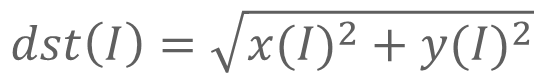 dst(I) = √x(I)² + y(I)²